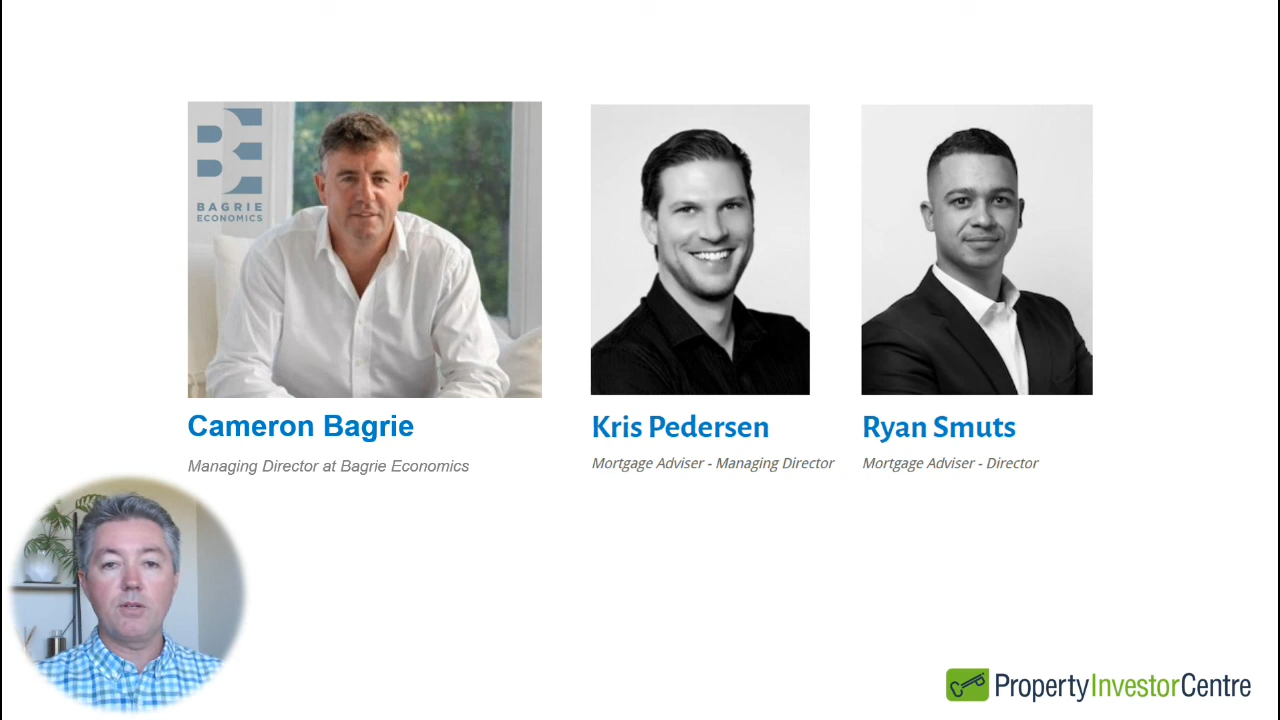 BAGRIE
ECONOMICS
Cameron Bagrie
Managing Director at Bagrie Economics
Kris Pedersen
Mortgage Adviser - Managing Director
Ryan Smuts
Mortgage Adviser - Director
PropertyInvestorCentre